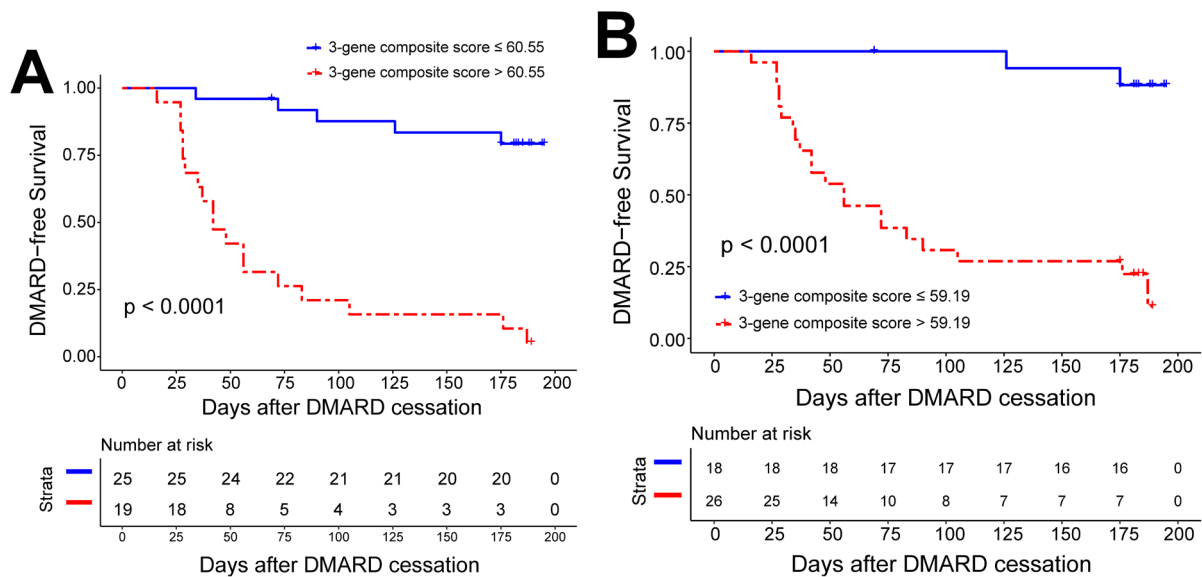 A
3-gene composite score ≤ 60.55
3-gene composite score > 60.55
DMARD-free Survival
1.00
0.75
0.50
0.25
0.00
p < 0.0001
0 25 50 75 100 125 150 175 200
Days after DMARD cessation
Number at risk
Strata
25 25 24 22 21 21 20 20 0
19 18 8 5 4 3 3 3 0
0 25 50 75 100 125 150 175 200
Days after DMARD cessation
B
DMARD-free Survival
1.00
0.75
0.50
0.25
0.00
p < 0.0001
3-gene composite score ≤ 59.19
3-gene composite score > 59.19
0 25 50 75 100 125 150 175 200
Days after DMARD cessation
Number at risk
Strata
18 18 18 17 17 17 16 16 0
26 25 14 10 8 7 7 7 0
0 25 50 75 100 125 150 175 200
Days after DMARD cessation